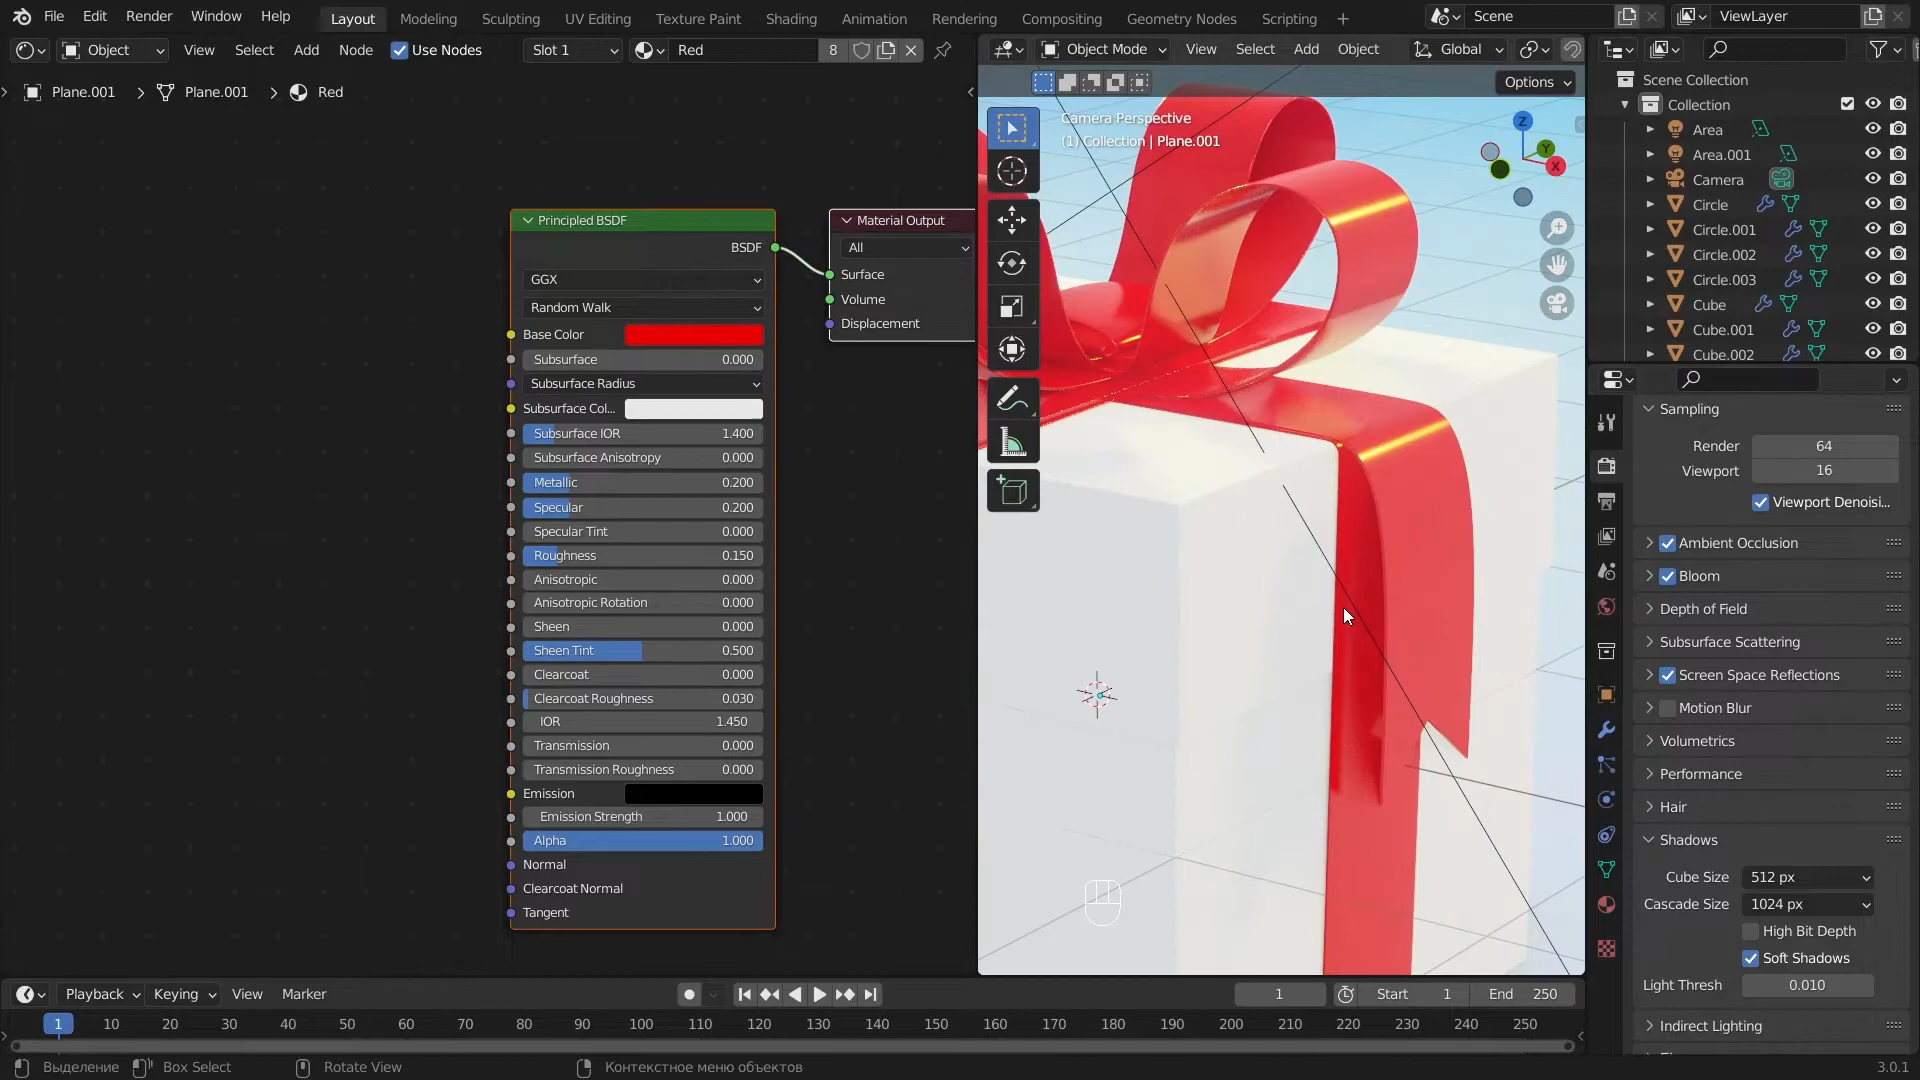 File Edit Render Window Help Layout Modeling Sculpting UV Editing Texture Paint Shading Animation Rendering Compositing Geometry Nodes Scripting + Scene ViewLayer
Object View Select Add Node Use Nodes Slot 1 Red 8 Object Mode View Select Add Object Global
Options
Plane.001 Plane.001 Red
Camera Perspective
(1) Collection | Plane.001
Z
Y
X
Scene Collection
Collection
Area
Area.001
Camera
Circle
Circle.001
Circle.002
Circle.003
Cube
Cube.001
Cube.002
Principled BSDF
BSDF
GGX
Random Walk
Base Color
Subsurface 0.000
Subsurface Radius
Subsurface Col...
Subsurface IOR 1.400
Subsurface Anisotropy 0.000
Metallic 0.200
Specular 0.200
Specular Tint 0.000
Roughness 0.150
Anisotropic 0.000
Anisotropic Rotation 0.000
Sheen 0.000
Sheen Tint 0.500
Clearcoat 0.000
Clearcoat Roughness 0.030
IOR 1.450
Transmission 0.000
Transmission Roughness 0.000
Emission
Emission Strength 1.000
Alpha 1.000
Normal
Clearcoat Normal
Tangent
Material Output
All
Surface
Volume
Displacement
Sampling
Render 64
Viewport 16
Viewport Denoisi...
Ambient Occlusion
Bloom
Depth of Field
Subsurface Scattering
Screen Space Reflections
Motion Blur
Volumetrics
Performance
Hair
Shadows
Cube Size 512 px
Cascade Size 1024 px
High Bit Depth
Soft Shadows
Light Thresh 0.010
Indirect Lighting
Playback Keying View Marker 1 Start 1 End 250
1 10 20 30 40 50 60 70 80 90 100 110 120 130 140 150 160 170 180 190 200 210 220 230 240 250
Выделение Box Select Rotate View Контекстное меню объектов 3.0.1